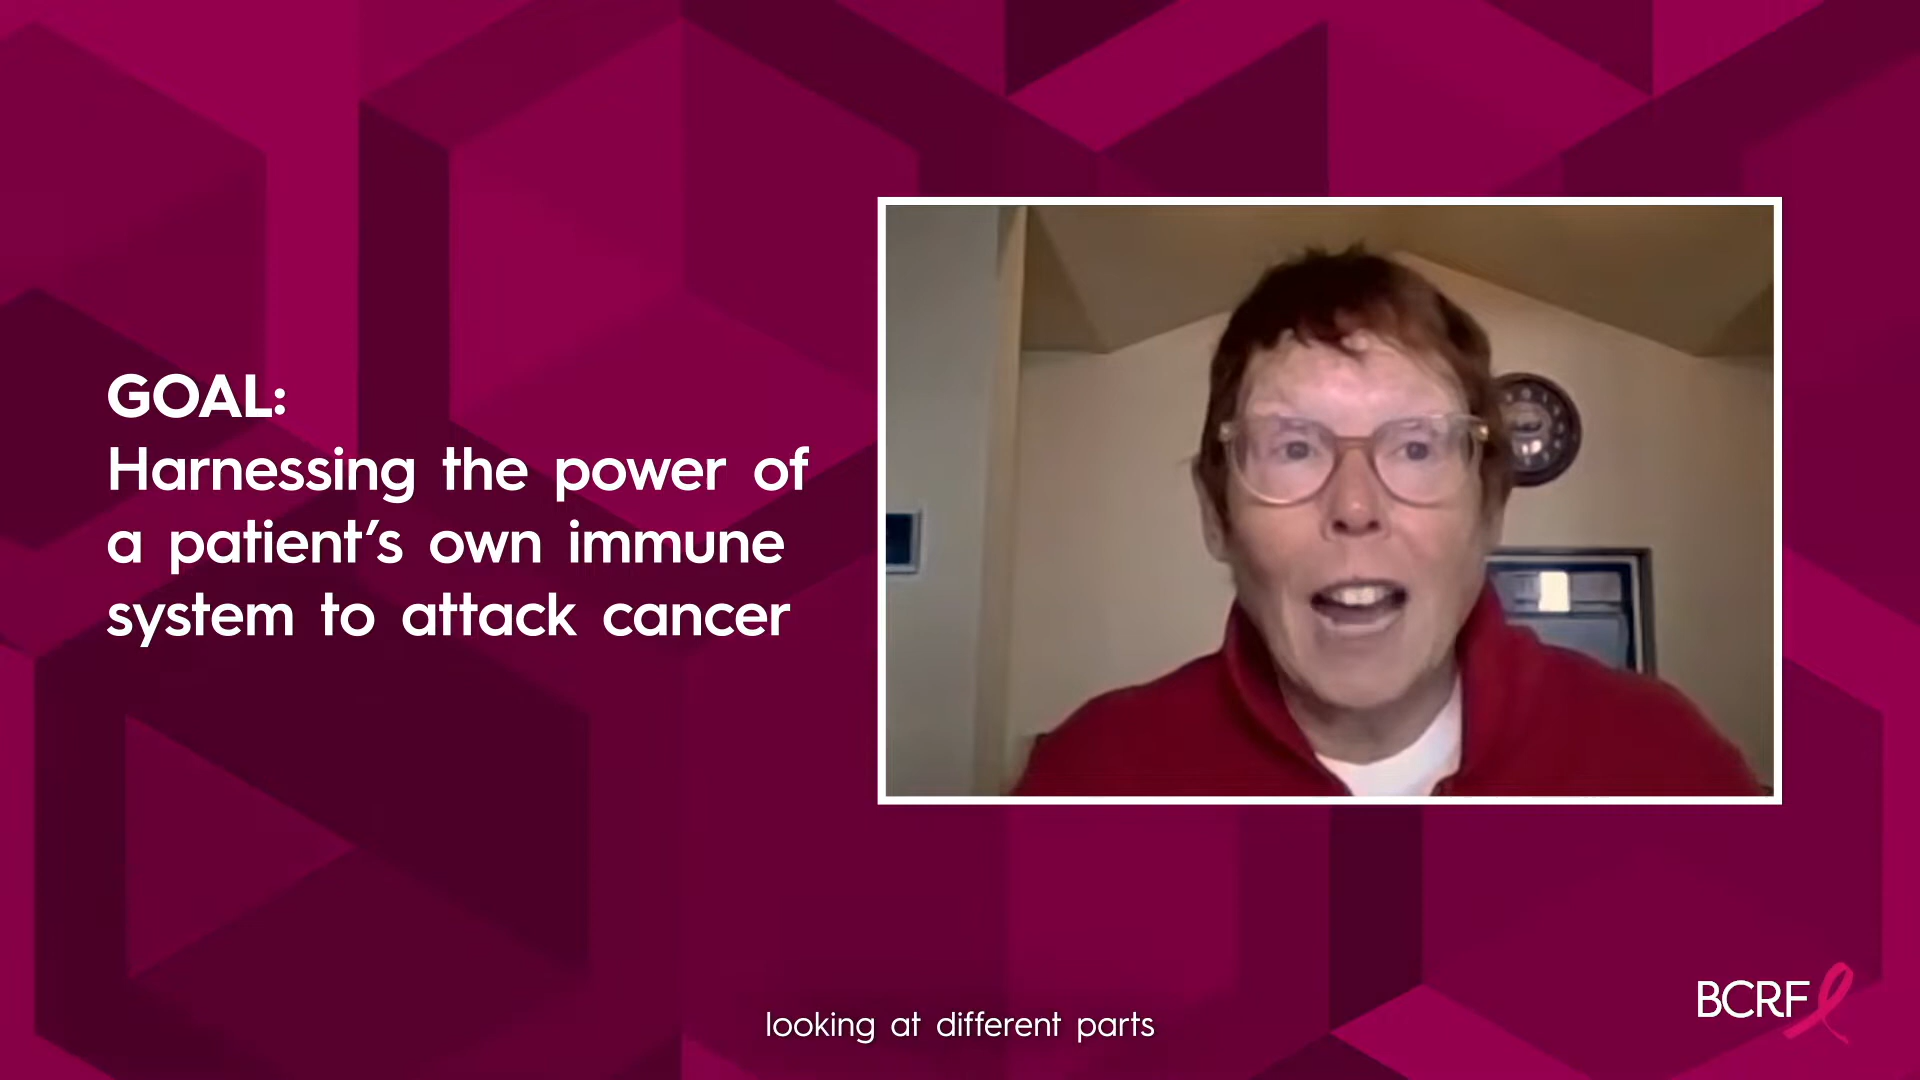 GOAL:
Harnessing the power of
a patient's own immune
system to attack cancer
looking at different parts
BCRF